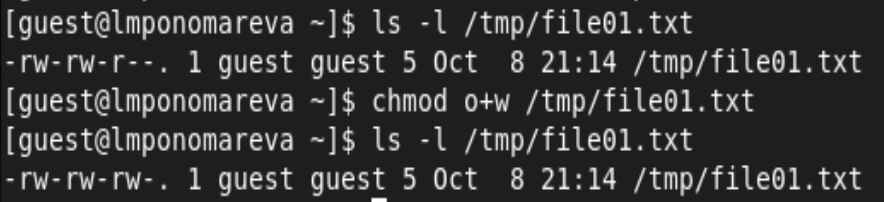 [guest@lmponomareva ~]$ ls -l /tmp/file01.txt
-rw-rw-r--. 1 guest guest 5 Oct  8 21:14 /tmp/file01.txt
[guest@lmponomareva ~]$ chmod o+w /tmp/file01.txt
[guest@lmponomareva ~]$ ls -l /tmp/file01.txt
-rw-rw-rw-. 1 guest guest 5 Oct  8 21:14 /tmp/file01.txt